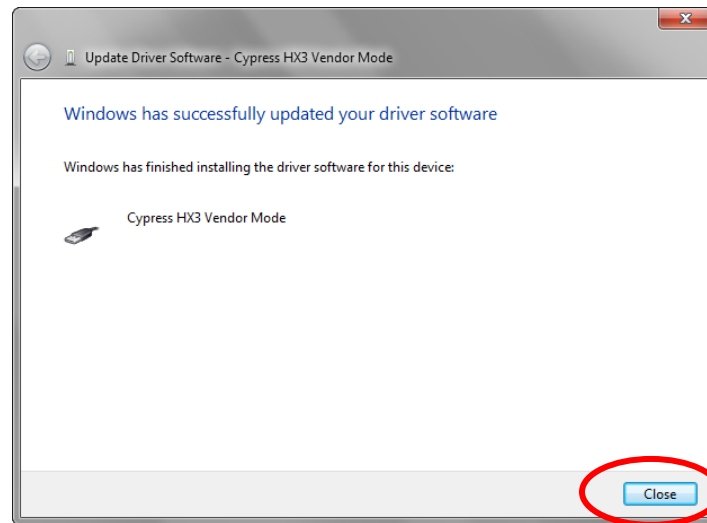 Update Driver Software - Cypress HX3 Vendor Mode
Windows has successfully updated your driver software
Windows has finished installing the driver software for this device:
Cypress HX3 Vendor Mode
Close